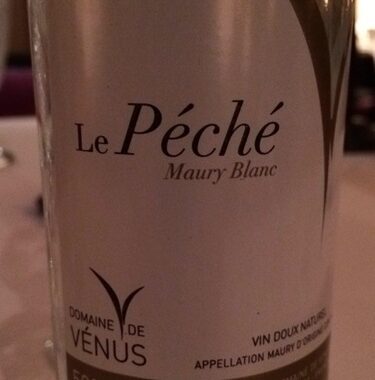 Le Péché
Maury Blanc
DOMAINE DE
VÉNUS
VIN DOUX NATUREL
APPELLATION MAURY D'ORIGINE